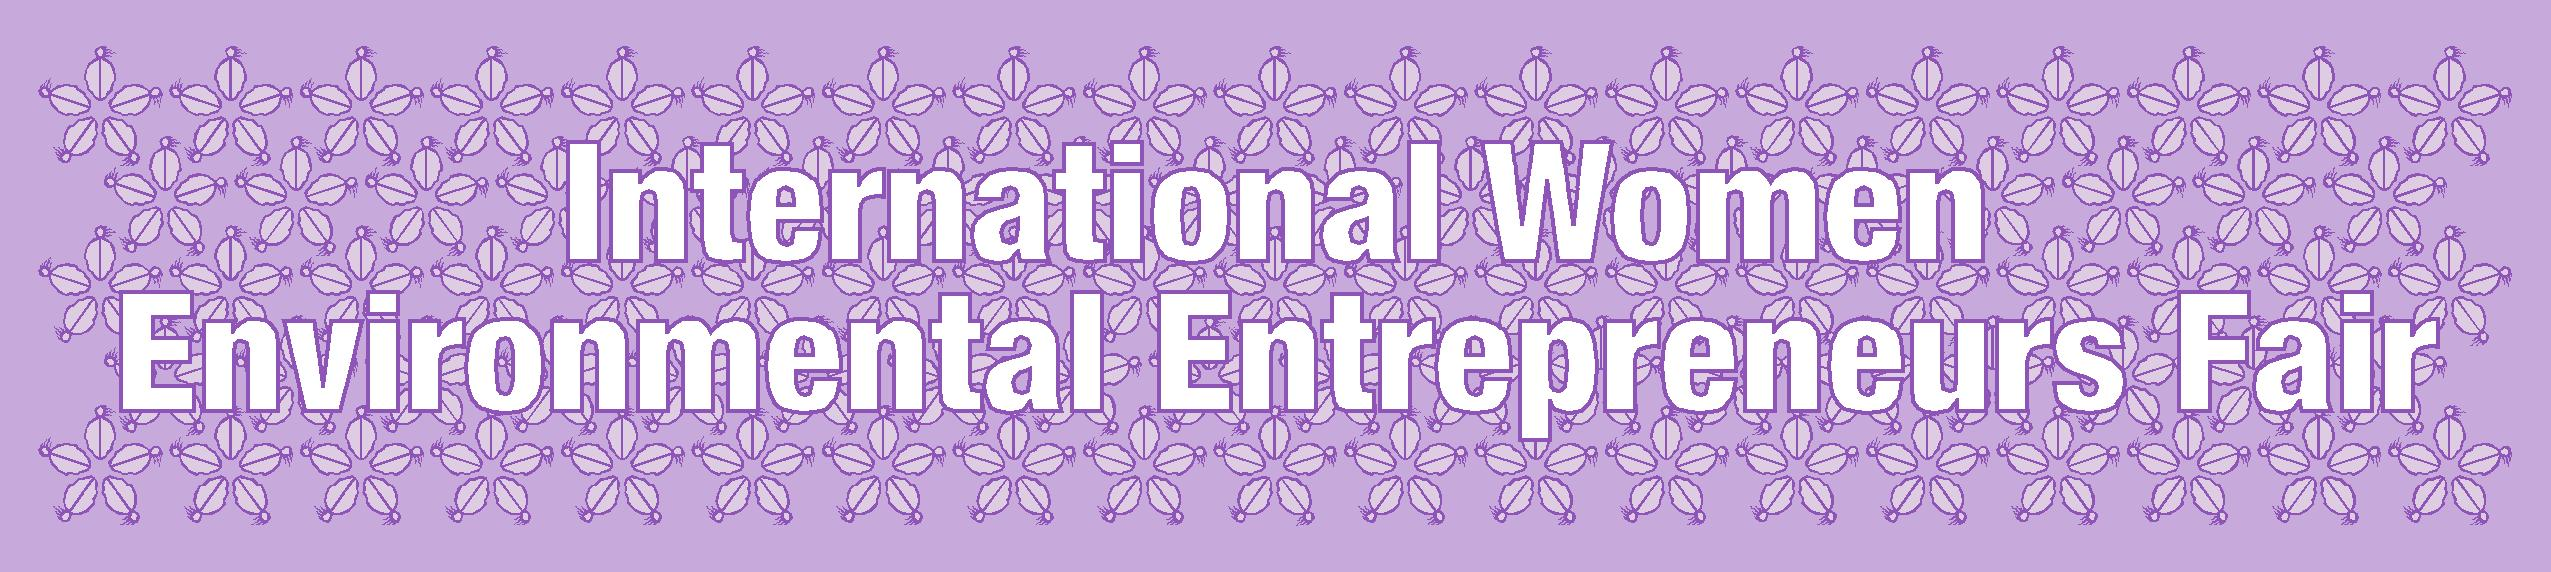 International Women
Environmental Entrepreneurs Fair